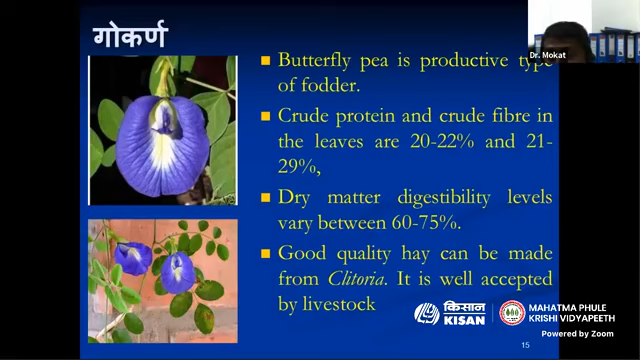 गोकर्ण
■ Butterfly pea is productive type
of fodder.
■ Crude protein and crude fibre in
the leaves are 20-22% and 21-
29%,
■ Dry matter digestibility levels
vary between 60-75%.
■ Good quality hay can be made
from Clitoria. It is well accepted
by livestock
Dr. Mokat
किसान
KISAN
MAHATMA PHULE
KRISHI VIDYAPEETH
Powered by Zoom
15